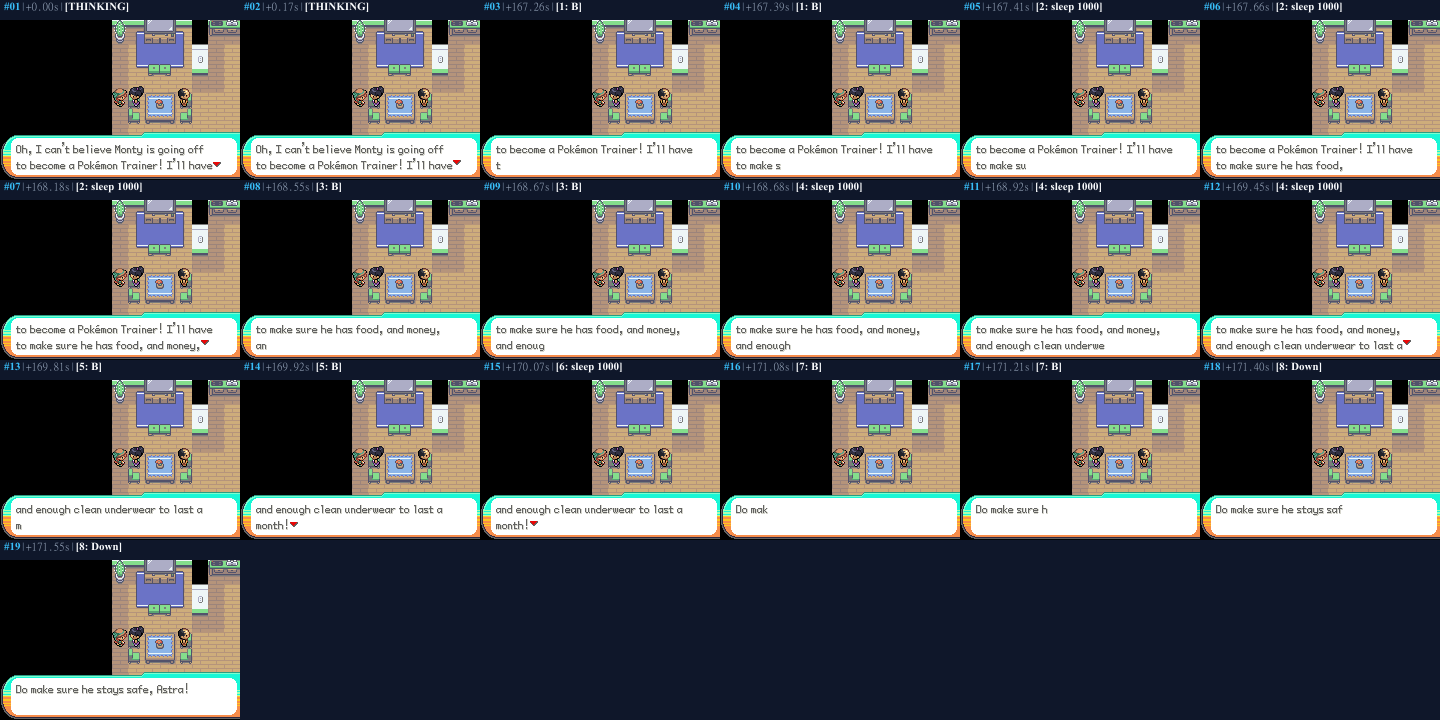 #01|+0.00s|[THINKING]
Oh, I can't believe Monty is going off
to become a Pokémon Trainer! I'll have
#02|+0.17s|[THINKING]
Oh, I can't believe Monty is going off
to become a Pokémon Trainer! I'll have
#03|+167.26s|[1: B]
to become a Pokémon Trainer! I'll have
t
#04|+167.39s|[1: B]
to become a Pokémon Trainer! I'll have
to make s
#05|+167.41s|[2: sleep 1000]
to become a Pokémon Trainer! I'll have
to make su
#06|+167.66s|[2: sleep 1000]
to become a Pokémon Trainer! I'll have
to make sure he has food,
#07|+168.18s|[2: sleep 1000]
to become a Pokémon Trainer! I'll have
to make sure he has food, and money,
#08|+168.55s|[3: B]
to make sure he has food, and money,
an
#09|+168.67s|[3: B]
to make sure he has food, and money,
and enoug
#10|+168.68s|[4: sleep 1000]
to make sure he has food, and money,
and enough
#11|+168.92s|[4: sleep 1000]
to make sure he has food, and money,
and enough clean underwe
#12|+169.45s|[4: sleep 1000]
to make sure he has food, and money,
and enough clean underwear to last a
#13|+169.81s|[5: B]
and enough clean underwear to last a
m
#14|+169.92s|[5: B]
and enough clean underwear to last a
month!
#15|+170.07s|[6: sleep 1000]
and enough clean underwear to last a
month!
#16|+171.08s|[7: B]
Do mak
#17|+171.21s|[7: B]
Do make sure h
#18|+171.40s|[8: Down]
Do make sure he stays saf
#19|+171.55s|[8: Down]
Do make sure he stays safe, Astra!